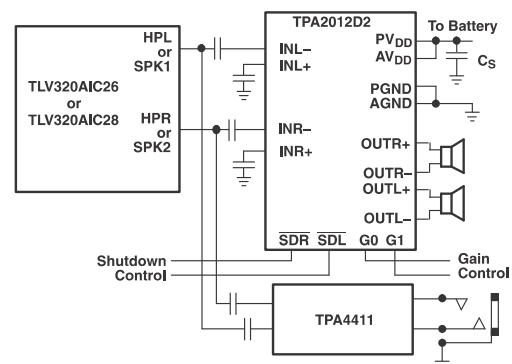 TPA2012D2
To Battery
HPL
or
SPK1
TLV320AIC26
or
TLV320AIC28
HPR
or
SPK2
INL–
INL+
INR–
INR+
PVDD
AVDD
CS
PGND
AGND
OUTR+
OUTR–
OUTL+
OUTL–
SDR SDL G0 G1
Shutdown
Control
Gain
Control
TPA4411